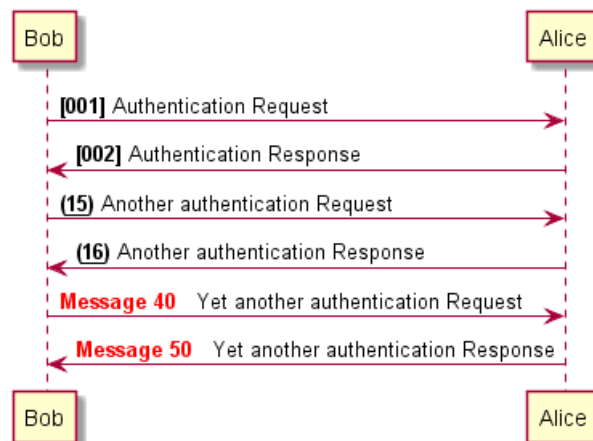 Bob Alice
[001] Authentication Request
[002] Authentication Response
(15) Another authentication Request
(16) Another authentication Response
Message 40 Yet another authentication Request
Message 50 Yet another authentication Response
Bob Alice